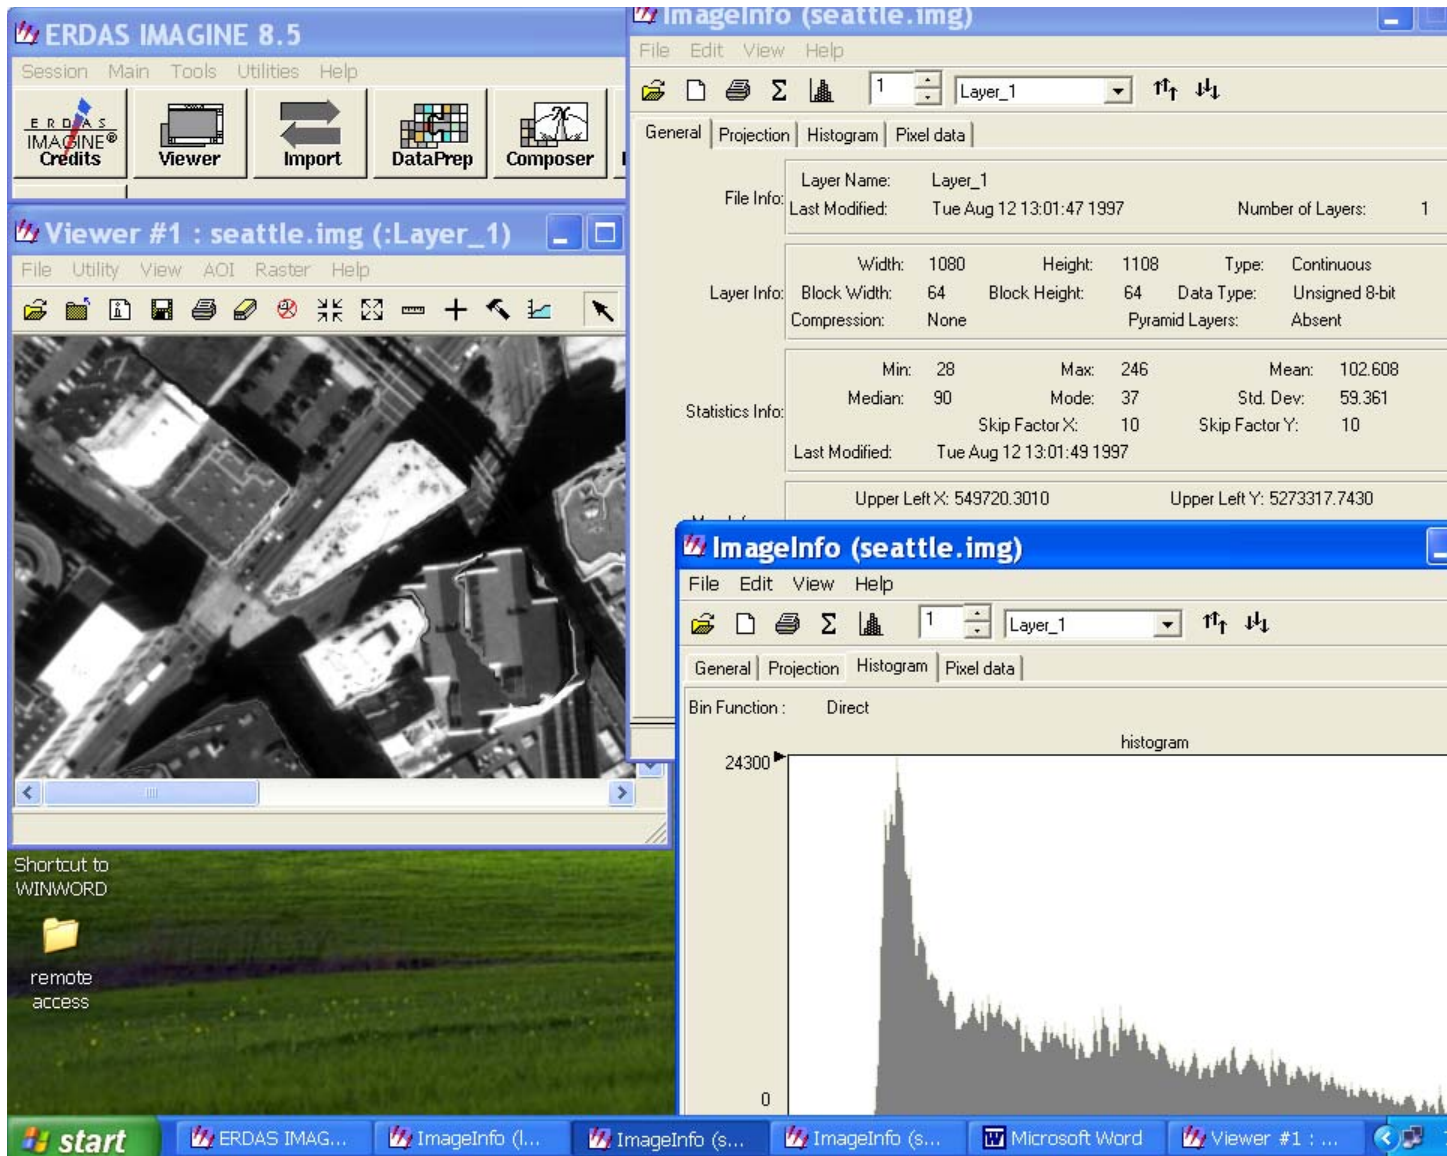 ERDAS IMAGINE 8.5
Session Main Tools Utilities Help
ERDAS
IMAGINE®
Credits Viewer Import DataPrep Composer
Viewer #1 : seattle.img (:Layer_1)
File Utility View AOI Raster Help
Shortcut to
WINWORD
remote
access
ImageInfo (seattle.img)
File Edit View Help
1 Layer_1
General Projection Histogram Pixel data
File Info:
Layer Name: Layer_1
Last Modified: Tue Aug 12 13:01:47 1997 Number of Layers: 1
Layer Info:
Width: 1080 Height: 1108 Type: Continuous
Block Width: 64 Block Height: 64 Data Type: Unsigned 8-bit
Compression: None Pyramid Layers: Absent
Statistics Info:
Min: 28 Max: 246 Mean: 102.608
Median: 90 Mode: 37 Std. Dev: 59.361
Skip Factor X: 10 Skip Factor Y: 10
Last Modified: Tue Aug 12 13:01:49 1997
Upper Left X: 549720.3010 Upper Left Y: 5273317.7430
ImageInfo (seattle.img)
File Edit View Help
1 Layer_1
General Projection Histogram Pixel data
Bin Function : Direct
histogram
24300
0
start ERDAS IMAG... ImageInfo (l... ImageInfo (s... ImageInfo (s... Microsoft Word Viewer #1 : ...